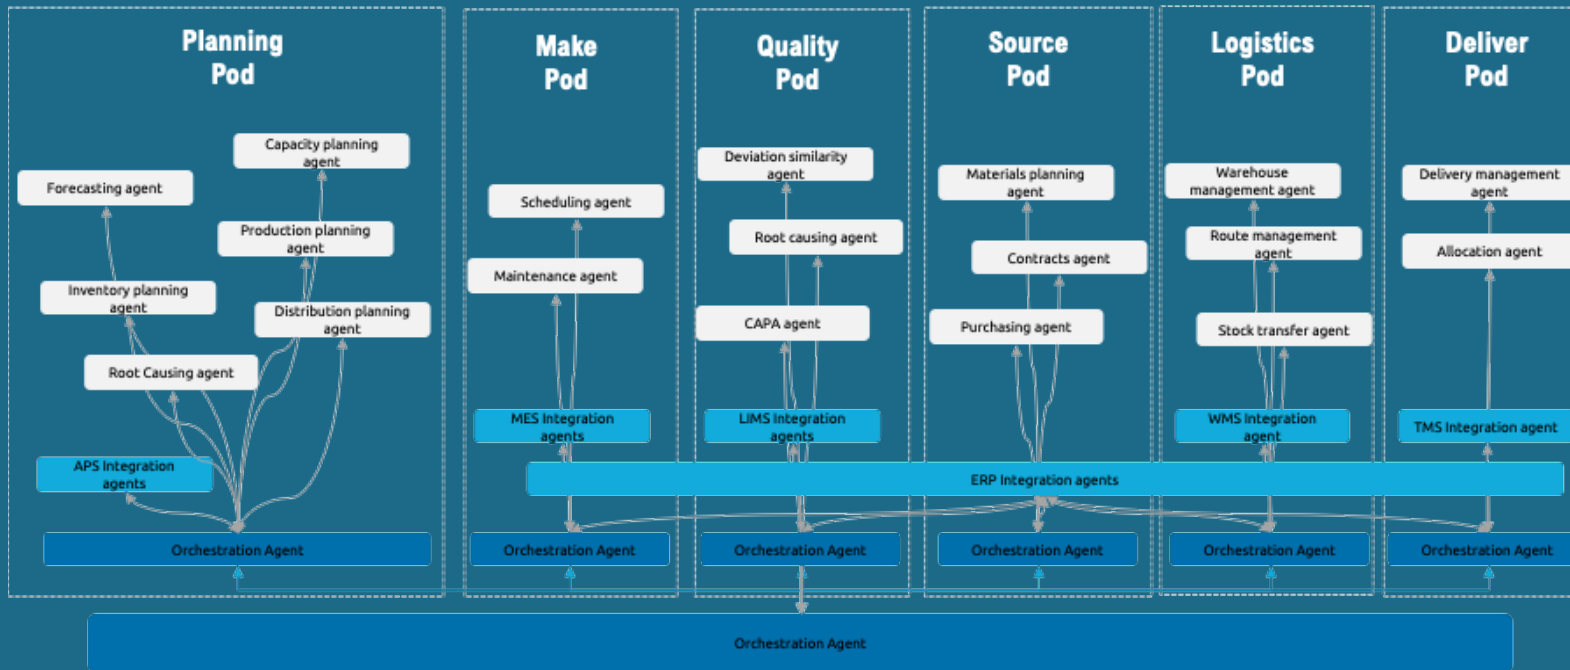 Planning
Pod
Capacity planning
agent
Forecasting agent
Production planning
agent
Inventory planning
agent
Distribution planning
agent
Root Causing agent
APS Integration
agents
Orchestration Agent
Make
Pod
Scheduling agent
Maintenance agent
MES Integration
agents
Orchestration Agent
Quality
Pod
Deviation similarity
agent
Root causing agent
CAPA agent
LIMS Integration
agents
Orchestration Agent
Source
Pod
Materials planning
agent
Contracts agent
Purchasing agent
ERP Integration agents
Orchestration Agent
Logistics
Pod
Warehouse
management agent
Route management
agent
Stock transfer agent
WMS Integration
agent
Orchestration Agent
Deliver
Pod
Delivery management
agent
Allocation agent
TMS Integration agent
Orchestration Agent
Orchestration Agent